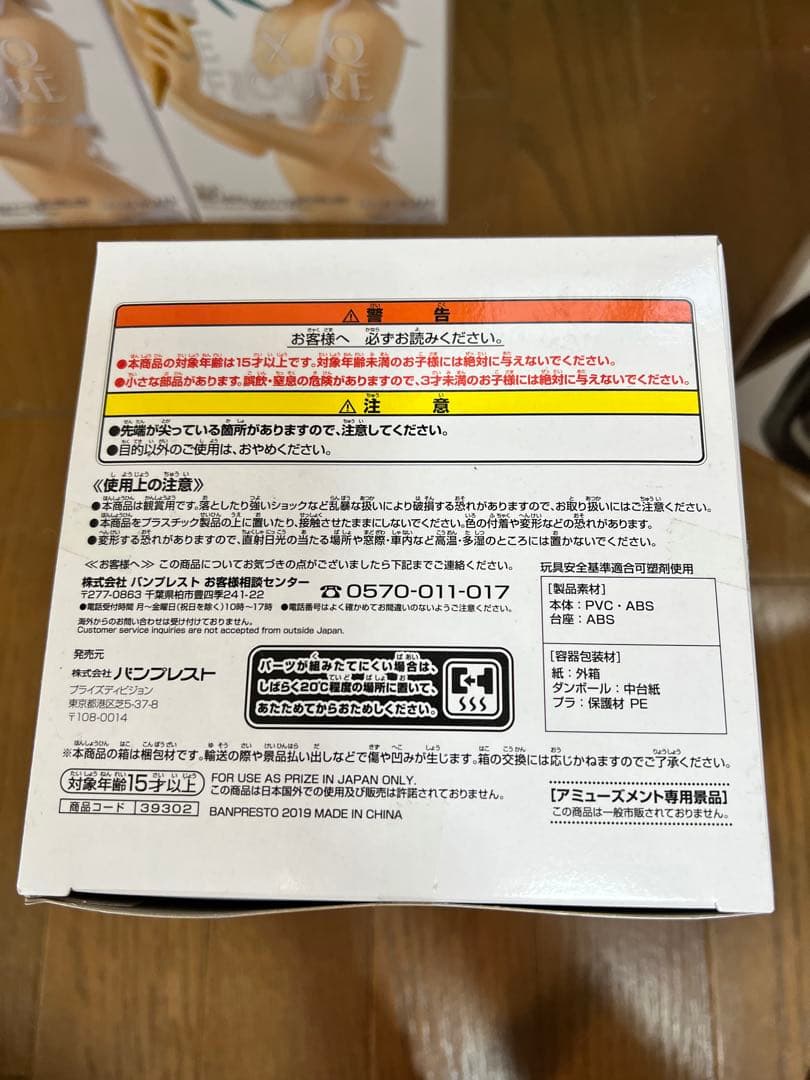 E X Q
FIGURE
⚠警告
お客様へ 必ずお読みください。
●本商品の対象年齢は15才以上です。対象年齢未満のお子様には絶対に与えないでください。
●小さな部品があります。誤飲・窒息の危険がありますので、3才未満のお子様には絶対に与えないでください。
⚠注意
●先端が尖っている箇所がありますので、注意してください。
●目的以外のご使用は、おやめください。
《使用上の注意》
●本商品は観賞用です。落としたり強いショックなど乱暴な扱いにより破損する恐れがありますので、お取り扱いにはご注意ください。
●本商品をプラスチック製品の上に置いたり、接触させたままにしないでください。色の付着や変形などの恐れがあります。
●変形する恐れがありますので、直射日光の当たる場所や窓際・車内など高温・多湿のところには置かないでください。
≪お客様へ≫ この商品についてお気づきの点がございましたら下記までご連絡ください。
株式会社 バンプレスト お客様相談センター
〒277-0863 千葉県柏市豊四季241-22
☎0570-011-017
●電話受付時間 月～金曜日(祝日を除く)10時～17時 ●電話番号はよく確かめてお間違いのないようご注意ください。
海外からのお問い合わせは受け付けておりません。
Customer service inquiries are not accepted from outside Japan.
玩具安全基準適合可塑剤使用
[製品素材]
本体：PVC・ABS
台座：ABS
[容器包装材]
紙：外箱
ダンボール：中台紙
プラ：保護材 PE
発売元
株式会社 バンプレスト
プライズディビジョン
東京都港区芝5-37-8
〒108-0014
パーツが組みたてにくい場合は、
しばらく20℃程度の場所に置いて、
あたためてからおためしください。
※本商品の箱は梱包材です。輸送の際や景品払い出しなどで傷や凹みが生じます。箱の交換には応じかねますのでご了承ください。
対象年齢15才以上
FOR USE AS PRIZE IN JAPAN ONLY.
この商品は日本国外での使用及び販売は許諾されておりません。
商品コード 39302
BANPRESTO 2019 MADE IN CHINA
[アミューズメント専用景品]
この商品は一般市販されておりません。